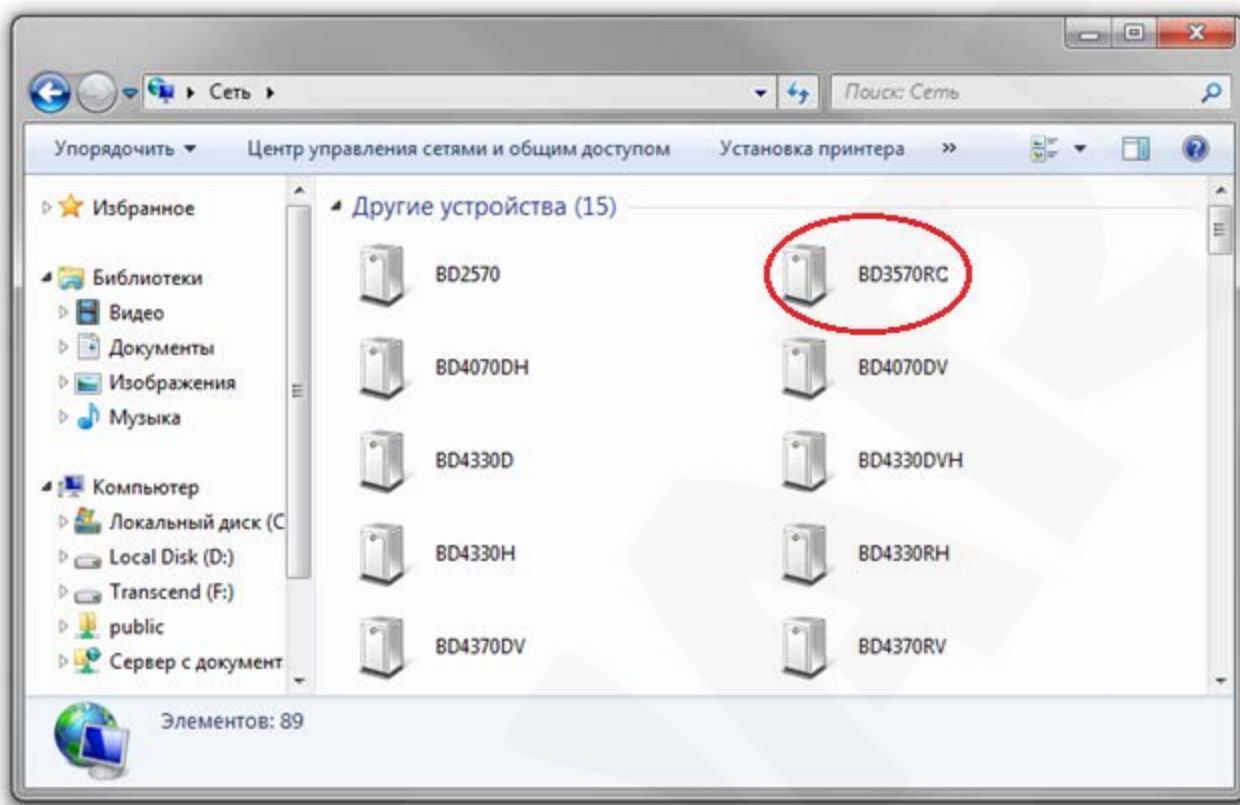 Сеть
Поиск: Сеть
Упорядочить Центр управления сетями и общим доступом Установка принтера »
Избранное
Библиотеки
Видео
Документы
Изображения
Музыка
Компьютер
Локальный диск (C
Local Disk (D:)
Transcend (F:)
public
Сервер с документ
Другие устройства (15)
BD2570 BD3570RC
BD4070DH BD4070DV
BD4330D BD4330DVH
BD4330H BD4330RH
BD4370DV BD4370RV
Элементов: 89